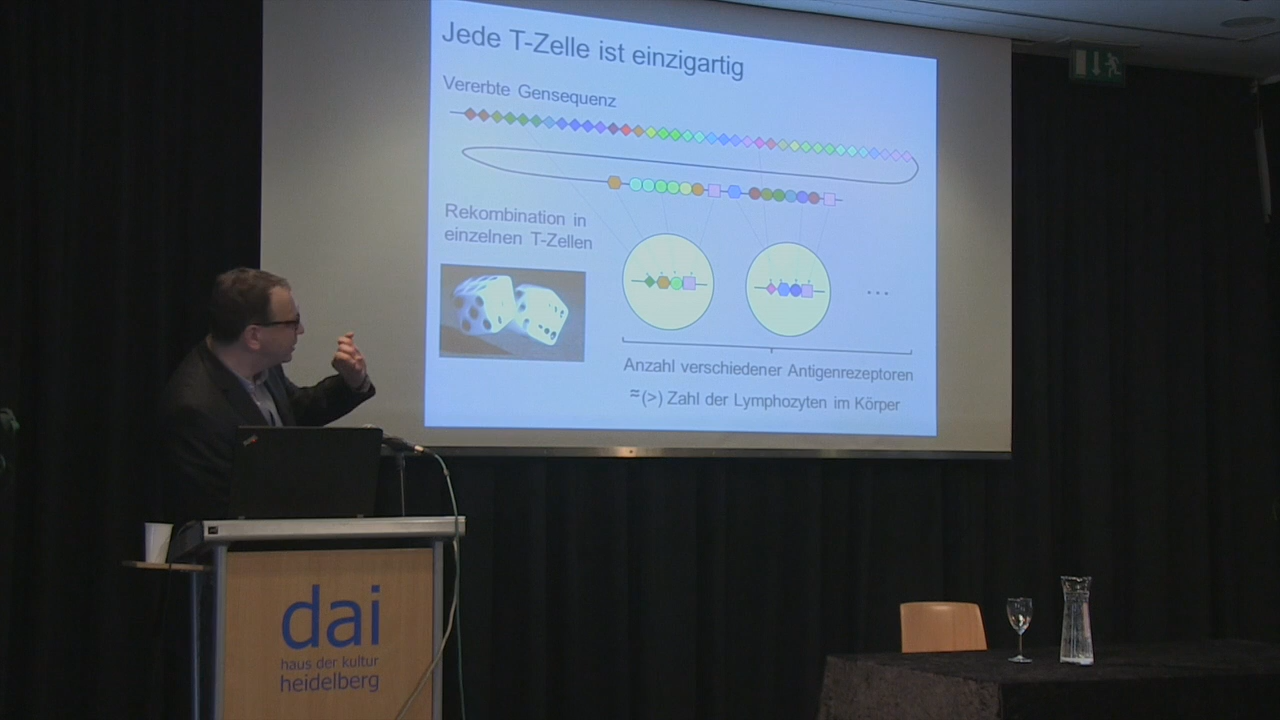 Jede T-Zelle ist einzigartig
Vererbte Gensequenz
Rekombination in
einzelnen T-Zellen
...
Anzahl verschiedener Antigenrezeptoren
≈(>) Zahl der Lymphozyten im Körper
dai
haus der kultur
heidelberg